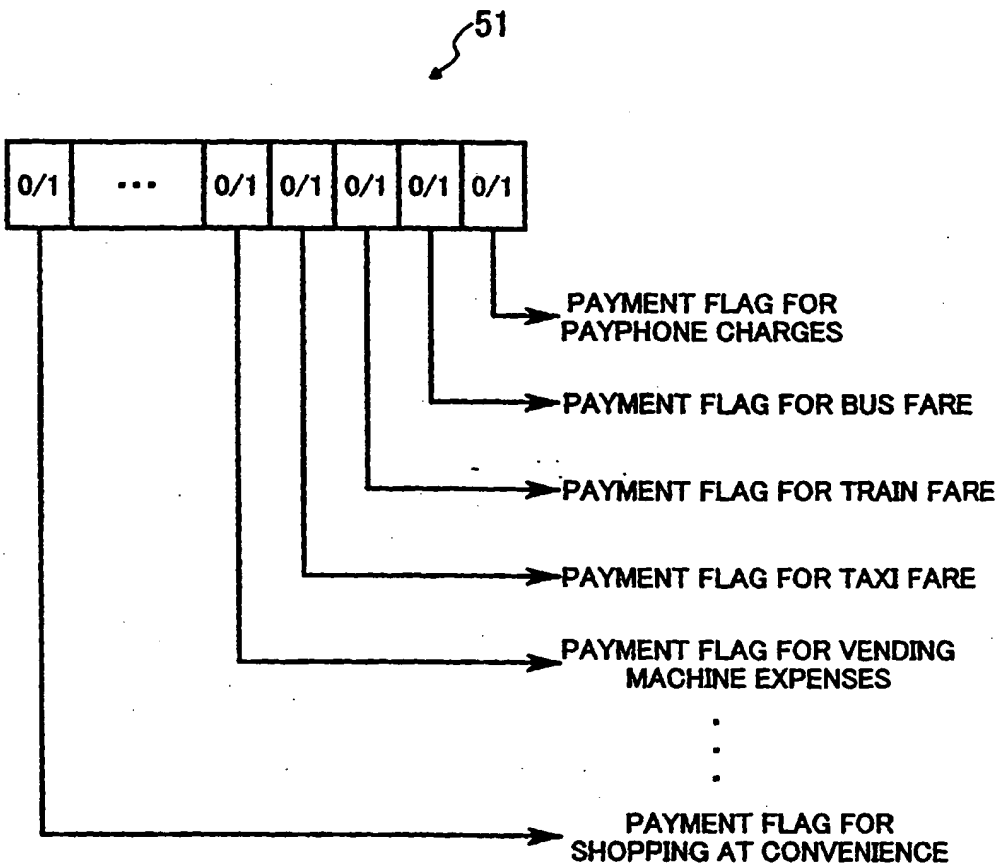 51
0/1 ... 0/1 0/1 0/1 0/1 0/1
PAYMENT FLAG FOR
PAYPHONE CHARGES
PAYMENT FLAG FOR BUS FARE
PAYMENT FLAG FOR TRAIN FARE
PAYMENT FLAG FOR TAXI FARE
PAYMENT FLAG FOR VENDING
MACHINE EXPENSES
PAYMENT FLAG FOR
SHOPPING AT CONVENIENCE